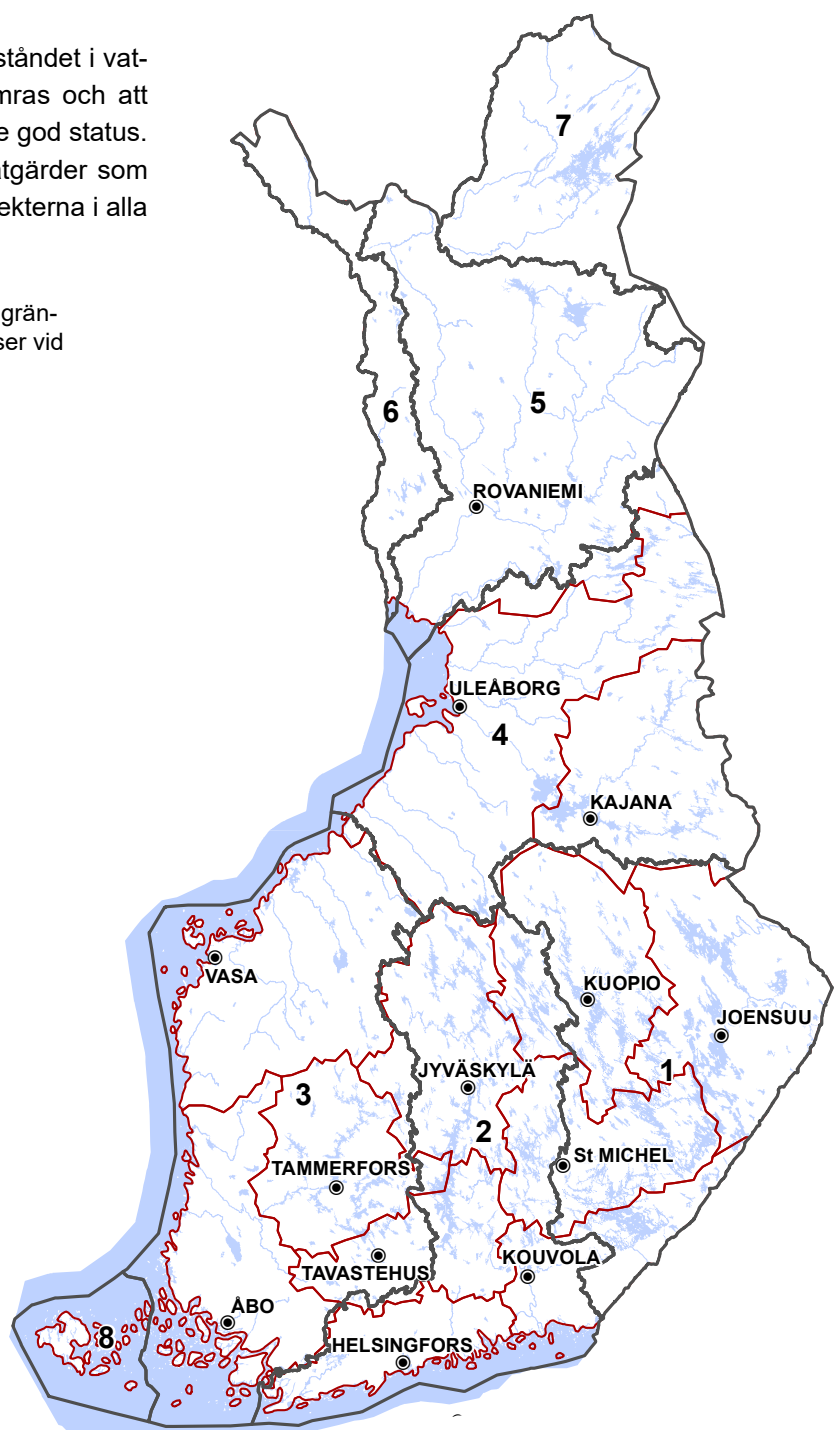 ståndet i vat-
mras och att
e god status.
åtgärder som
ekterna i alla
grän-
ser vid
7
6
5
ROVANIEMI
ULEÅBORG
4
KAJANA
VASA
KUOPIO
JOENSUU
JYVÄSKYLÄ
1
3
2
St MICHEL
TAMMERFORS
KOUVOLA
TAVASTEHUS
ÅBO
8
HELSINGFORS